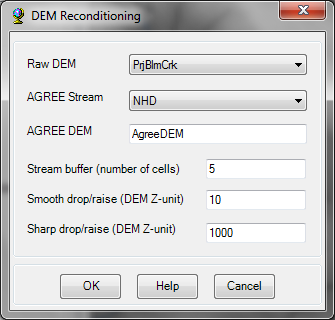 DEM Reconditioning
Raw DEM PrjBlmCrk
AGREE Stream NHD
AGREE DEM AgreeDEM
Stream buffer (number of cells) 5
Smooth drop/raise (DEM Z-unit) 10
Sharp drop/raise (DEM Z-unit) 1000
OK Help Cancel